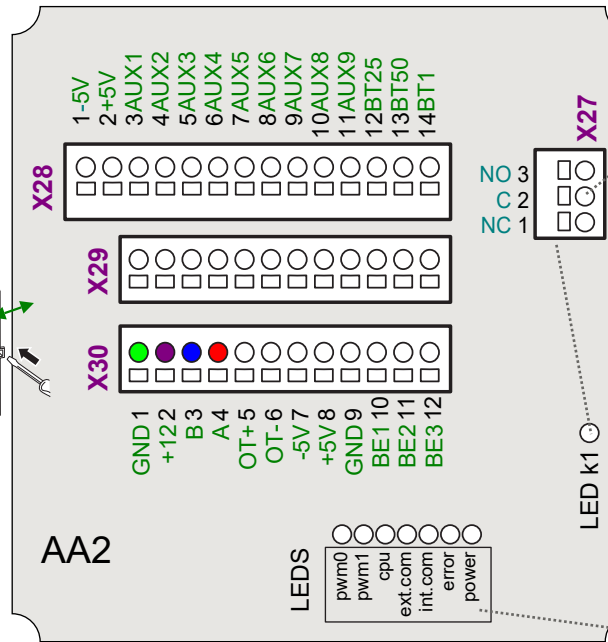 1-5V
2+5V
3AUX1
4AUX2
5AUX3
6AUX4
7AUX5
8AUX6
9AUX7
10AUX8
11AUX9
12BT25
13BT50
14BT1
X28
X27
NO 3
C 2
NC 1
X29
X30
GND 1
+12 2
B 3
A 4
OT+ 5
OT- 6
-5V 7
+5V 8
GND 9
BE1 10
BE2 11
BE3 12
LED k1
AA2
LEDS
pwm0
pwm1
cpu
ext.com
int.com
error
power